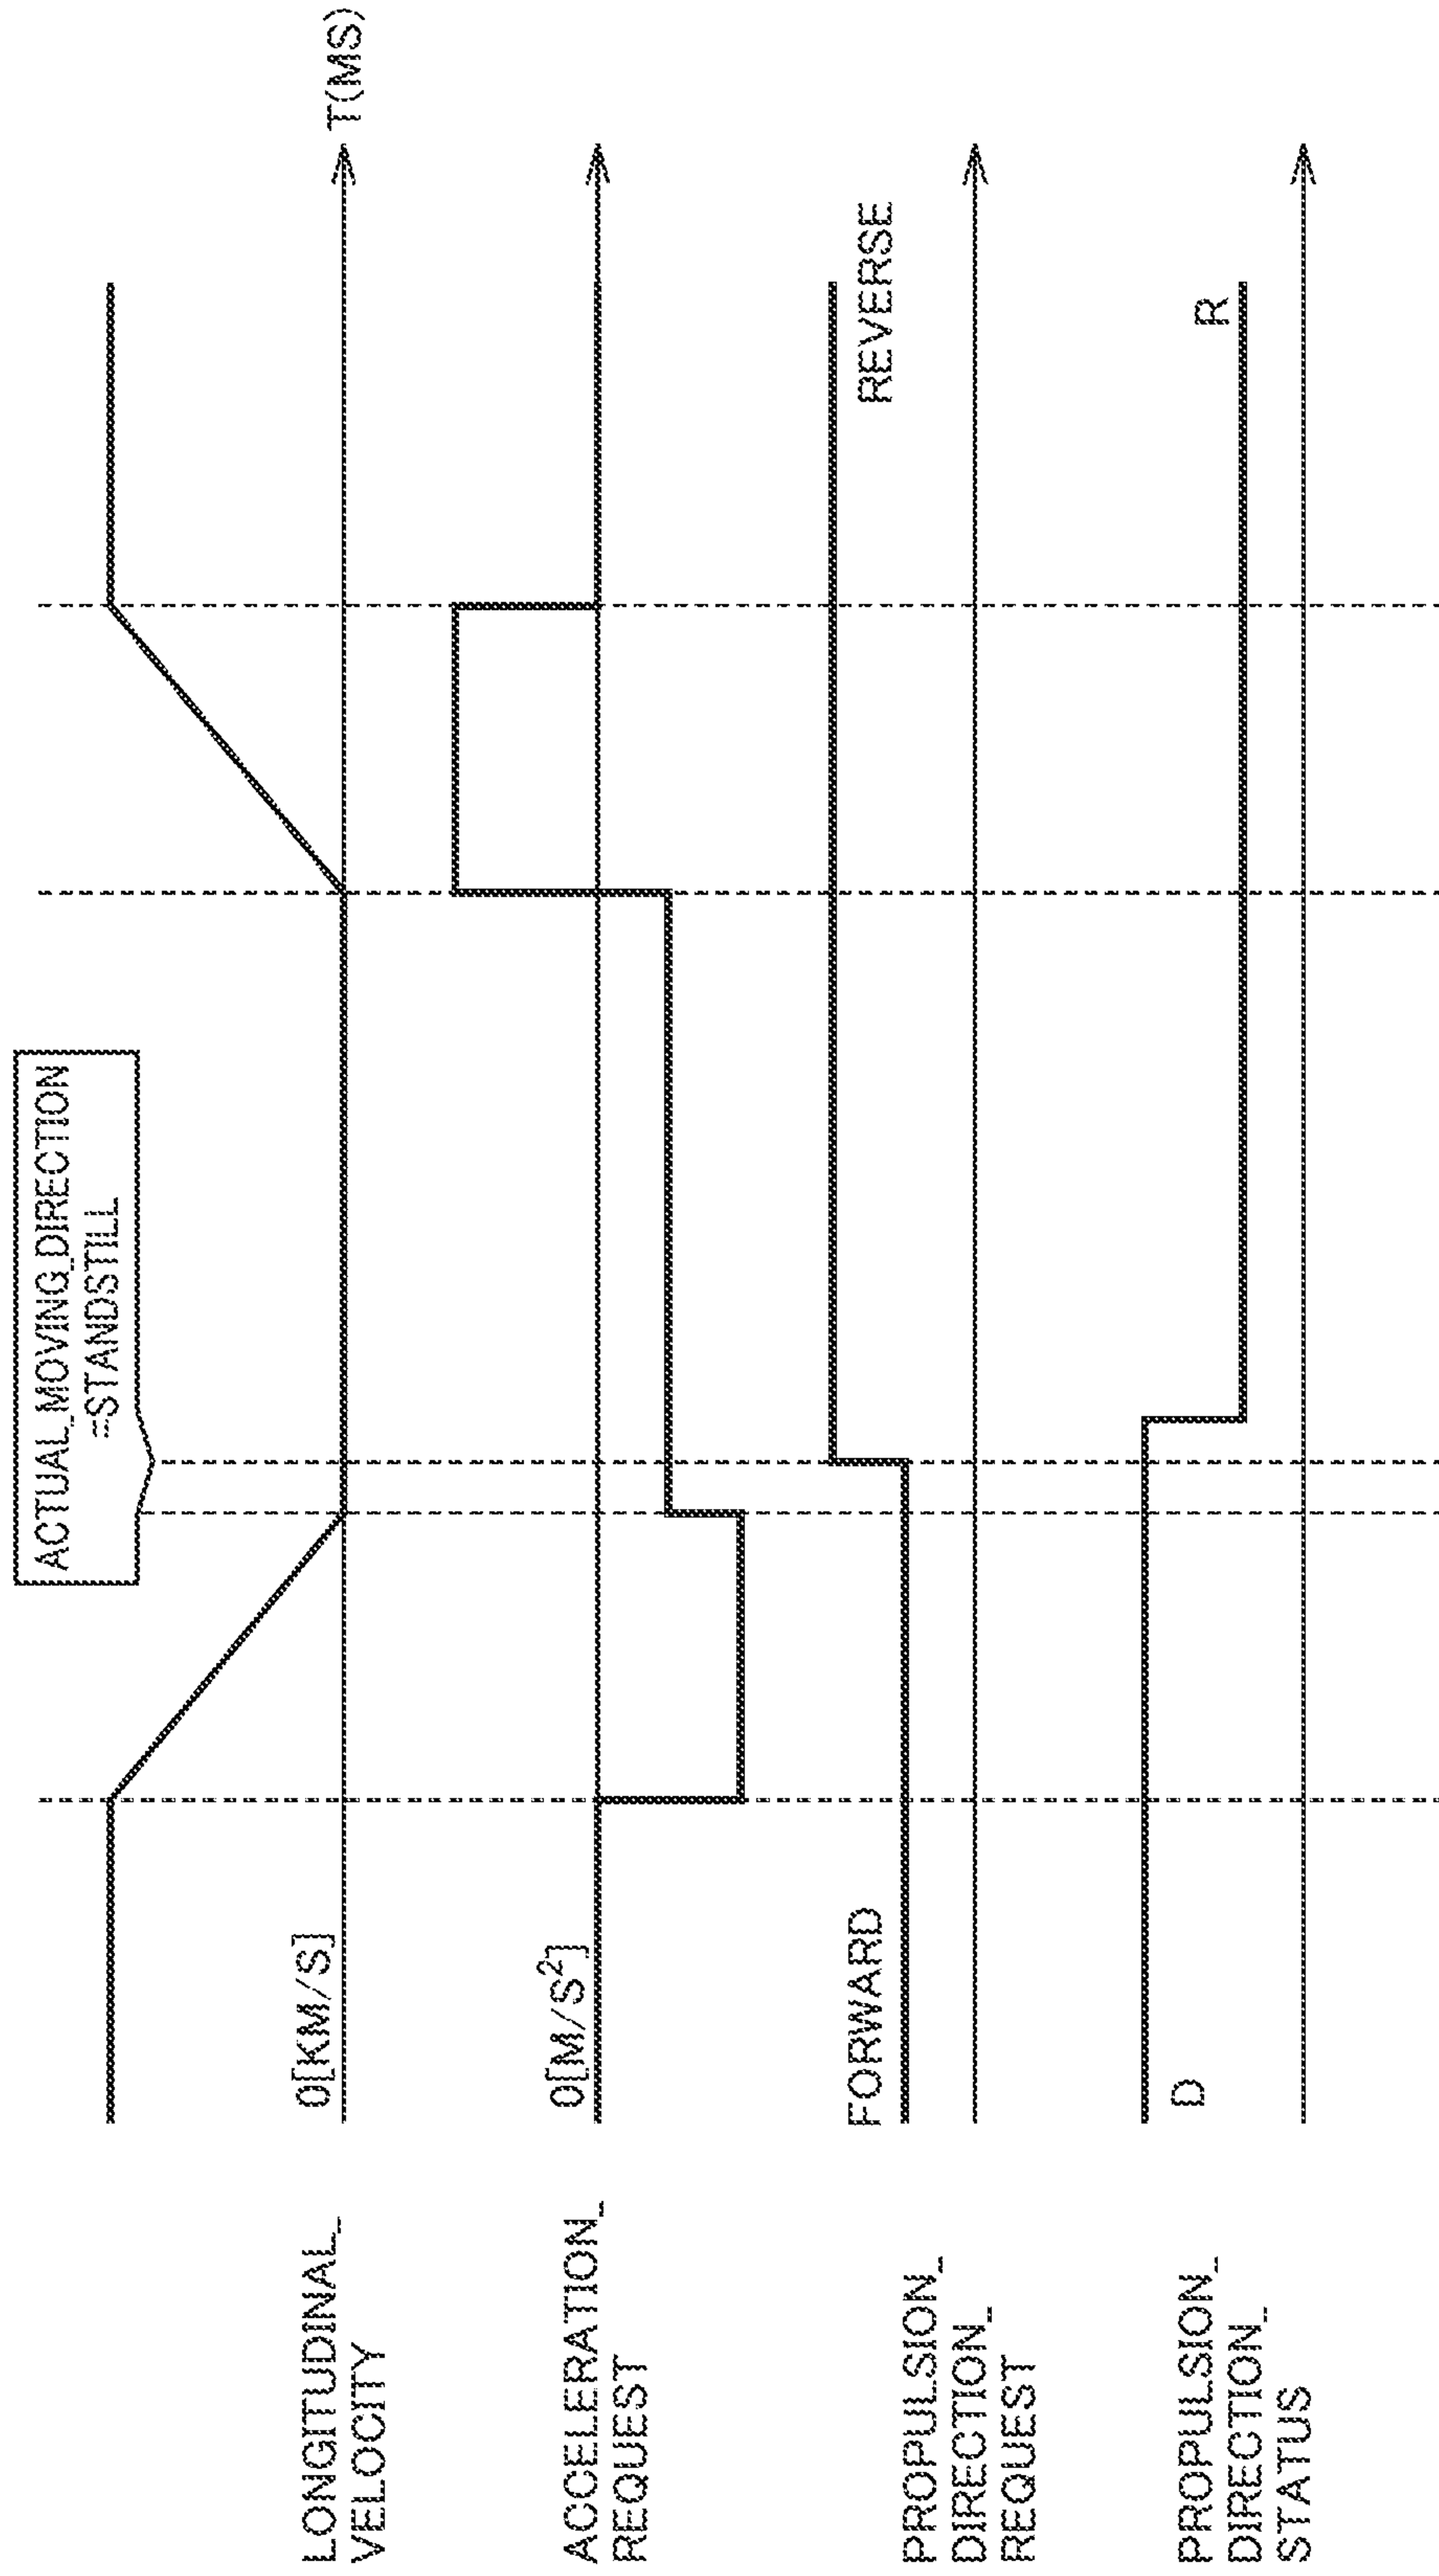 ACTUAL_MOVING_DIRECTION
=STANDSTILL
T(MS)
LONGITUDINAL_
VELOCITY
0[KM/S]
ACCELERATION_
REQUEST
0[M/S²]
PROPULSION_
DIRECTION_
REQUEST
FORWARD
REVERSE
PROPULSION_
DIRECTION_
STATUS
D
R